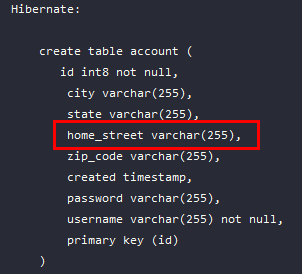 Hibernate:
create table account (
id int8 not null,
city varchar(255),
state varchar(255),
home_street varchar(255),
zip_code varchar(255),
created timestamp,
password varchar(255),
username varchar(255) not null,
primary key (id)
)